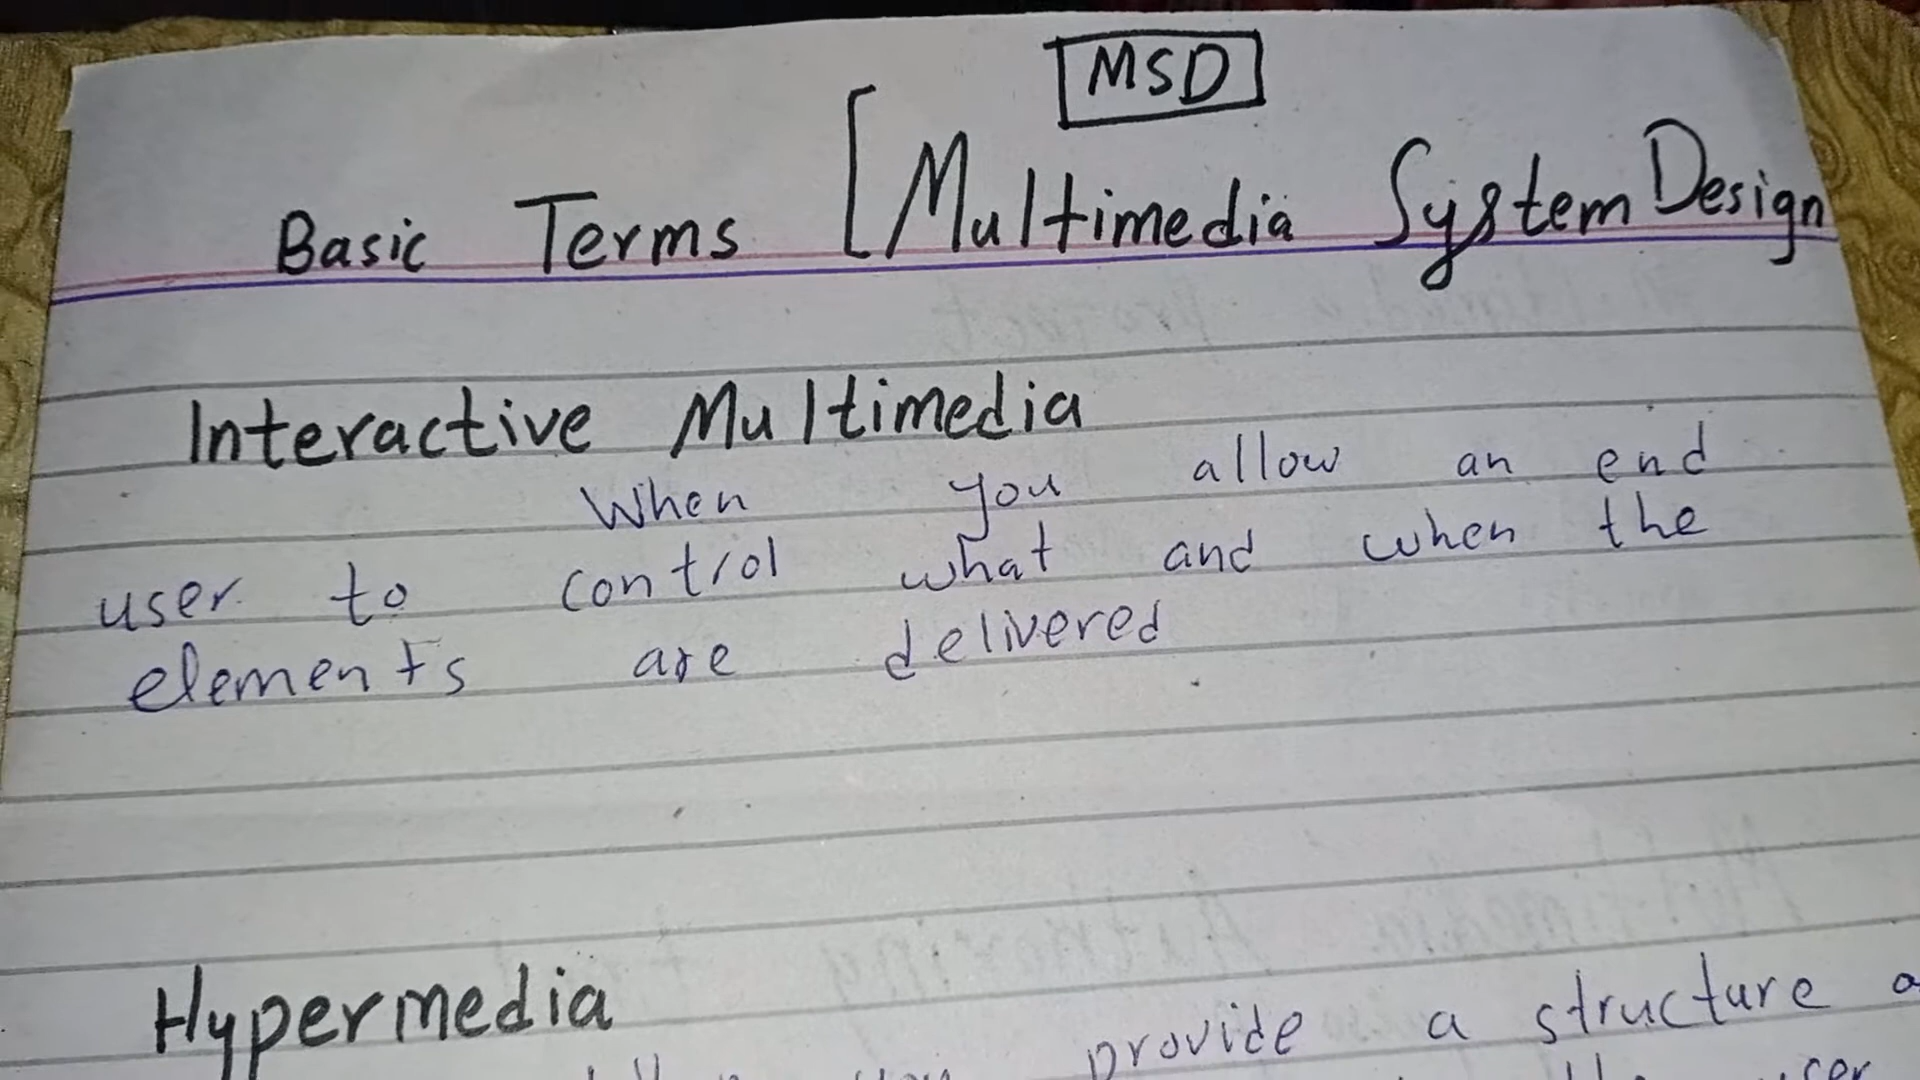 MSD
Basic Terms [Multimedia System Design
Interactive Multimedia
When you allow an end
user to control what and when the
elements are delivered
Hypermedia
provide a structure